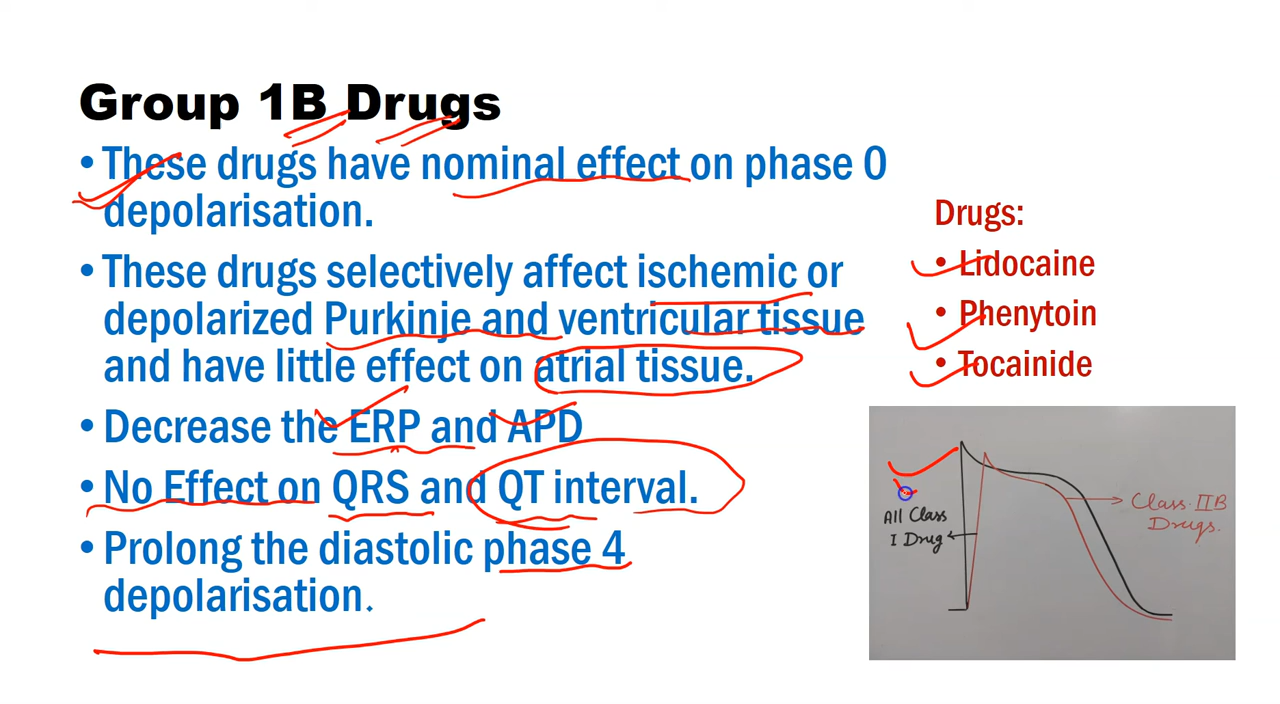 Group 1B Drugs
• These drugs have nominal effect on phase 0
depolarisation.
• These drugs selectively affect ischemic or
depolarized Purkinje and ventricular tissue
and have little effect on atrial tissue.
• Decrease the ERP and APD
• No Effect on QRS and QT interval.
• Prolong the diastolic phase 4
depolarisation.
Drugs:
• Lidocaine
• Phenytoin
• Tocainide
All Class
I Drug
Class IIB
Drugs.